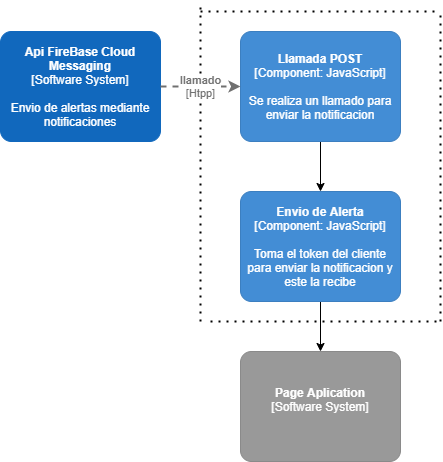 Api FireBase Cloud
Messaging
[Software System]
Envio de alertas mediante
notificaciones
llamado
[Htpp]
Llamada POST
[Component: JavaScript]
Se realiza un llamado para
enviar la notificacion
Envio de Alerta
[Component: JavaScript]
Toma el token del cliente
para enviar la notificacion y
este la recibe
Page Aplication
[Software System]